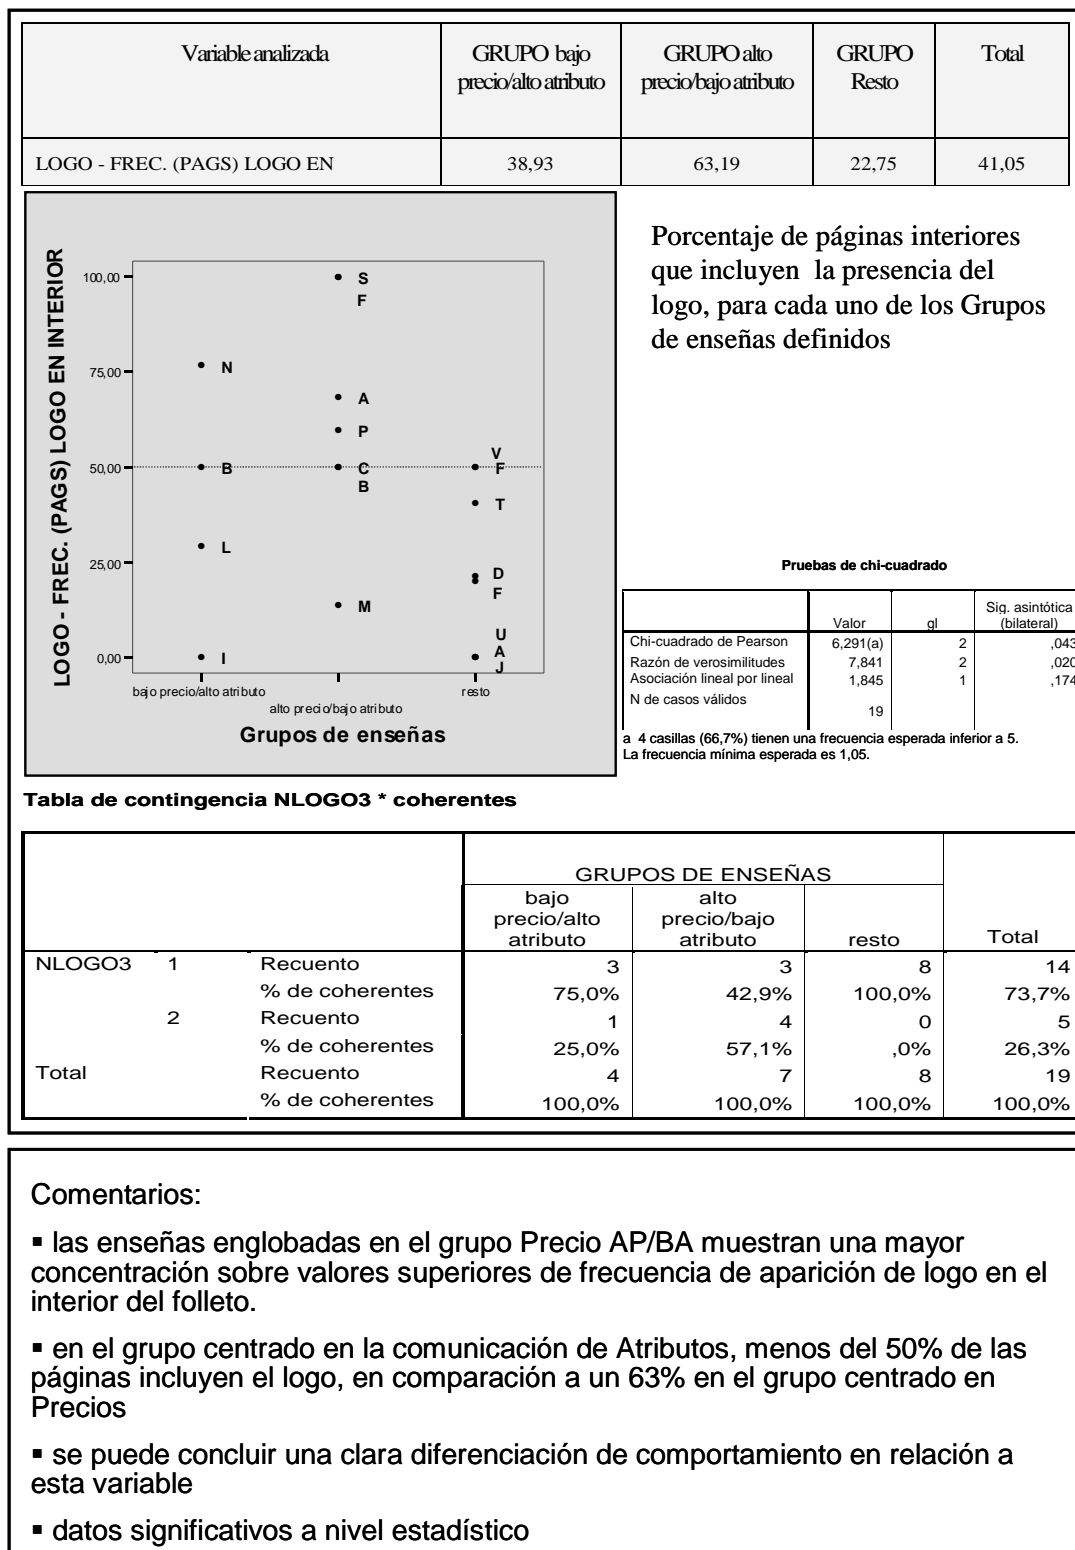 Variable analizada GRUPO bajo GRUPO alto GRUPO Total
precio/alto atributo precio/bajo atributo Resto
LOGO - FREC. (PAGS) LOGO EN 38,93 63,19 22,75 41,05
LOGO - FREC. (PAGS) LOGO EN INTERIOR
100,00
75,00
50,00
25,00
0,00
S
F
N
A
P
V
B C F
B
T
L
D
F
M
U
A
I
J
bajo precio/alto atributo resto
alto precio/bajo atributo
Grupos de enseñas
Porcentaje de páginas interiores
que incluyen la presencia del
logo, para cada uno de los Grupos
de enseñas definidos
Pruebas de chi-cuadrado
Sig. asintótica
Valor gl (bilateral)
Chi-cuadrado de Pearson 6,291(a) 2 ,043
Razón de verosimilitudes 7,841 2 ,020
Asociación lineal por lineal 1,845 1 ,174
N de casos válidos
19
a 4 casillas (66,7%) tienen una frecuencia esperada inferior a 5.
La frecuencia mínima esperada es 1,05.
Tabla de contingencia NLOGO3 * coherentes
GRUPOS DE ENSEÑAS
bajo alto
precio/alto precio/bajo
atributo atributo resto Total
NLOGO3 1 Recuento 3 3 8 14
% de coherentes 75,0% 42,9% 100,0% 73,7%
2 Recuento 1 4 0 5
% de coherentes 25,0% 57,1% ,0% 26,3%
Total Recuento 4 7 8 19
% de coherentes 100,0% 100,0% 100,0% 100,0%
Comentarios:
▪ las enseñas englobadas en el grupo Precio AP/BA muestran una mayor
concentración sobre valores superiores de frecuencia de aparición de logo en el
interior del folleto.
▪ en el grupo centrado en la comunicación de Atributos, menos del 50% de las
páginas incluyen el logo, en comparación a un 63% en el grupo centrado en
Precios
▪ se puede concluir una clara diferenciación de comportamiento en relación a
esta variable
▪ datos significativos a nivel estadístico